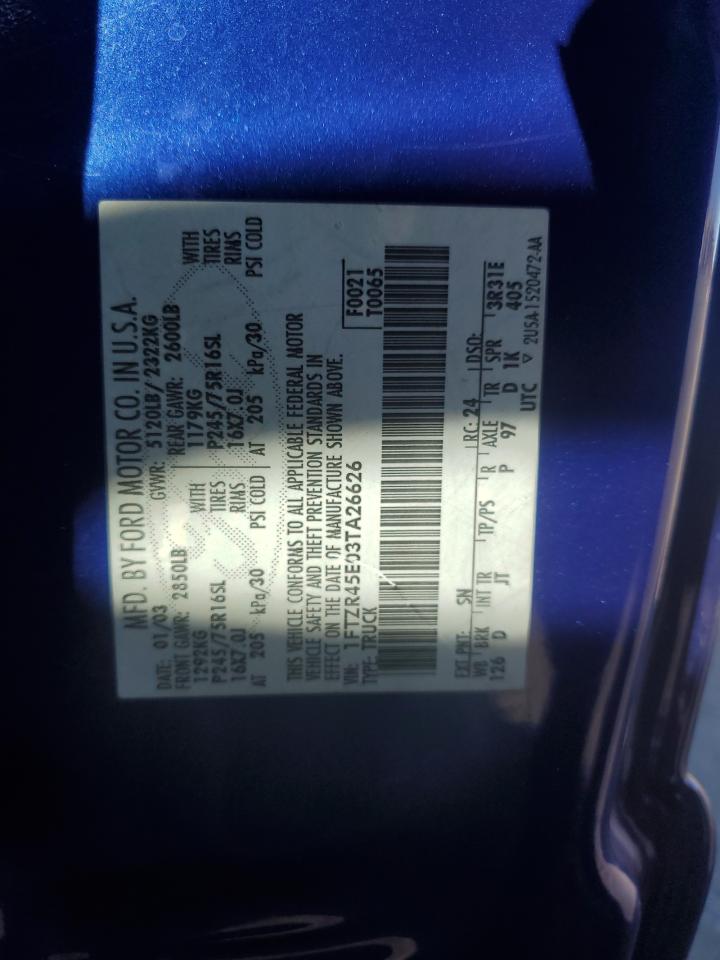 MFD. BY FORD MOTOR CO. IN U.S.A.
DATE: 01/03 GVWR: 5120LB/ 2322KG
FRONT GAWR: 2850LB REAR GAWR: 2600LB
1292KG WITH 1179KG WITH
P245/75R16SL TIRES P245/75R16SL TIRES
16X7.0J RIMS 16X7.0J RIMS
AT 205 kPa/30 PSI COLD AT 205 kPa/30 PSI COLD
THIS VEHICLE CONFORMS TO ALL APPLICABLE FEDERAL MOTOR
VEHICLE SAFETY AND THEFT PREVENTION STANDARDS IN
EFFECT ON THE DATE OF MANUFACTURE SHOWN ABOVE.
VIN: 1FTZR45E03TA26626 F0021
TYPE: TRUCK T0065
EXT PNT: SN RC: 24 DSO:
WB BRK INT TR TP/PS R AXLE TR SPR 3R31E
126 D JT P 97 D 1K 405
UTC ▽ 2U5A-1520472-AA